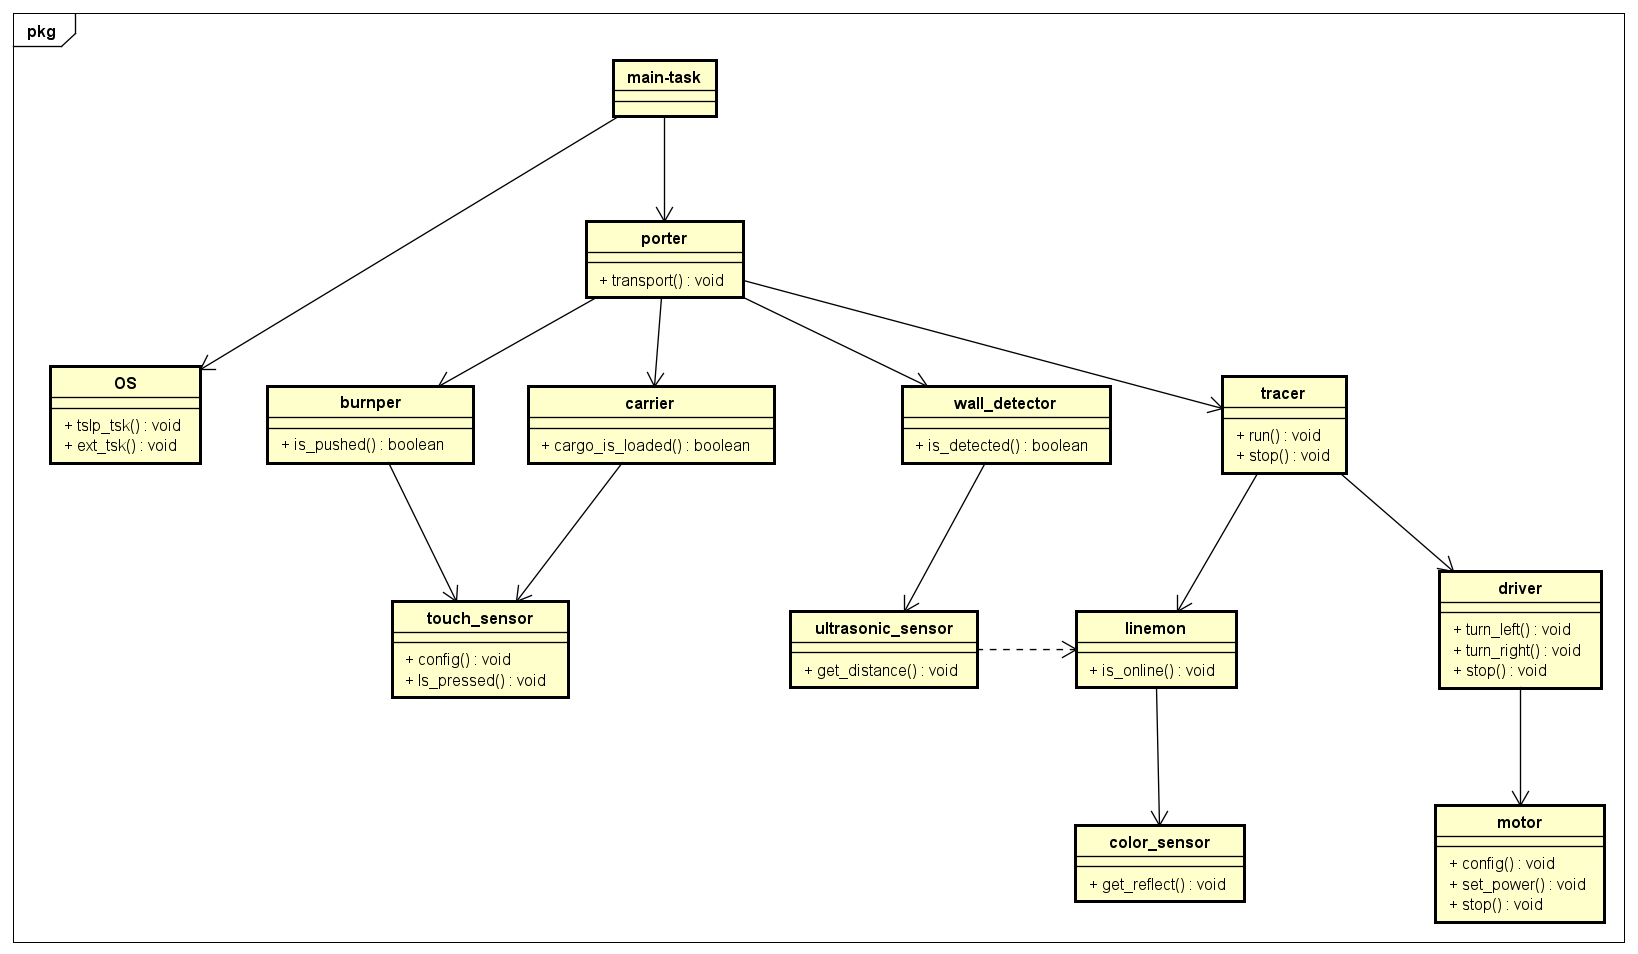 pkg
main-task
porter
+ transport() : void
OS
+ tslp_tsk() : void
+ ext_tsk() : void
burnper
+ is_pushed() : boolean
carrier
+ cargo_is_loaded() : boolean
wall_detector
+ is_detected() : boolean
tracer
+ run() : void
+ stop() : void
touch_sensor
+ config() : void
+ Is_pressed() : void
ultrasonic_sensor
+ get_distance() : void
linemon
+ is_online() : void
driver
+ turn_left() : void
+ turn_right() : void
+ stop() : void
color_sensor
+ get_reflect() : void
motor
+ config() : void
+ set_power() : void
+ stop() : void